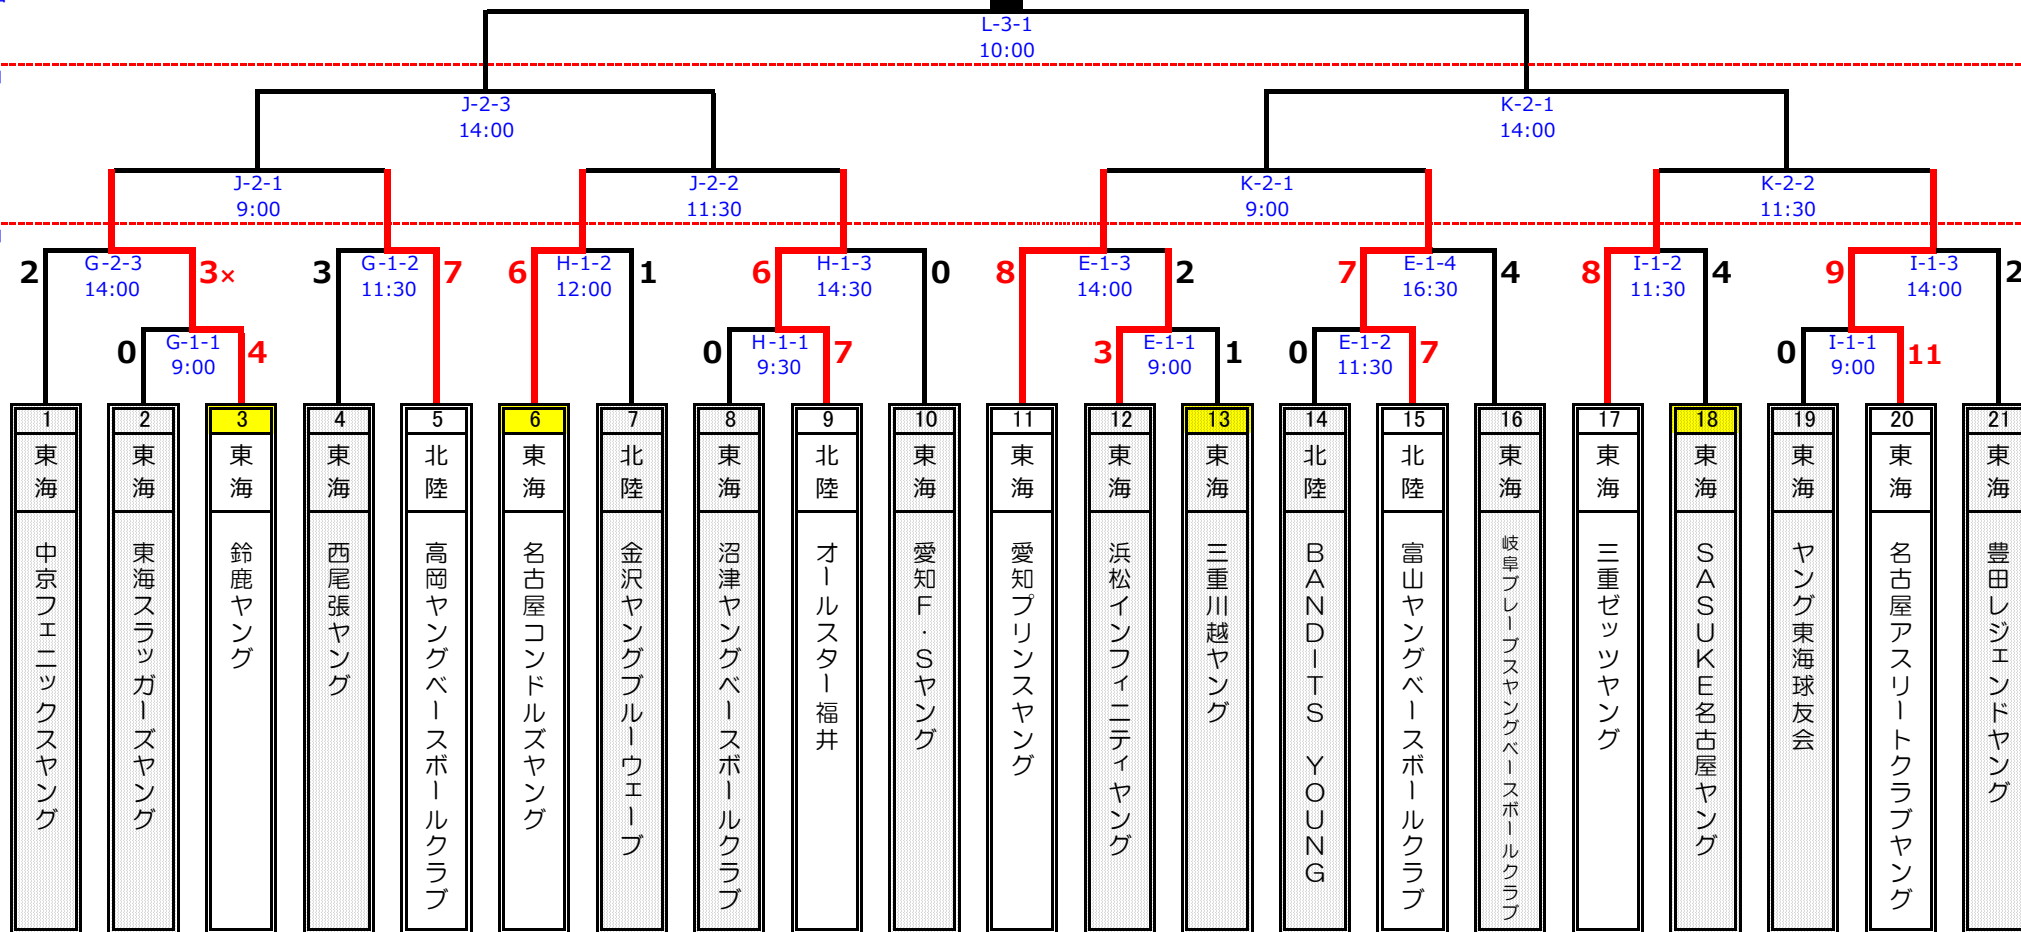 L-3-1
10:00
J-2-3
14:00
K-2-1
14:00
J-2-1
9:00
J-2-2
11:30
K-2-1
9:00
K-2-2
11:30
2
G-2-3
14:00
3×
3
G-1-2
11:30
7
6
H-1-2
12:00
1
6
H-1-3
14:30
0
8
E-1-3
14:00
2
7
E-1-4
16:30
4
8
I-1-2
11:30
4
9
I-1-3
14:00
2
0
G-1-1
9:00
4
0
H-1-1
9:30
7
3
E-1-1
9:00
1
0
E-1-2
11:30
7
0
I-1-1
9:00
11
1
東海
中京フェニックスヤング
2
東海
東海スラッガーズヤング
3
東海
鈴鹿ヤング
4
東海
西尾張ヤング
5
北陸
高岡ヤングベースボールクラブ
6
東海
名古屋コンドルズヤング
7
北陸
金沢ヤングブルーウェーブ
8
東海
沼津ヤングベースボールクラブ
9
北陸
オールスター福井
10
東海
愛知F・Sヤング
11
東海
愛知プリンスヤング
12
東海
浜松インフィニティヤング
13
東海
三重川越ヤング
14
北陸
BANDITS YOUNG
15
北陸
富山ヤングベースボールクラブ
16
東海
岐阜ブレーブスヤングベースボールクラブ
17
東海
三重ゼッツヤング
18
東海
SASUKE名古屋ヤング
19
東海
ヤング東海球友会
20
東海
名古屋アスリートクラブヤング
21
東海
豊田レジェンドヤング